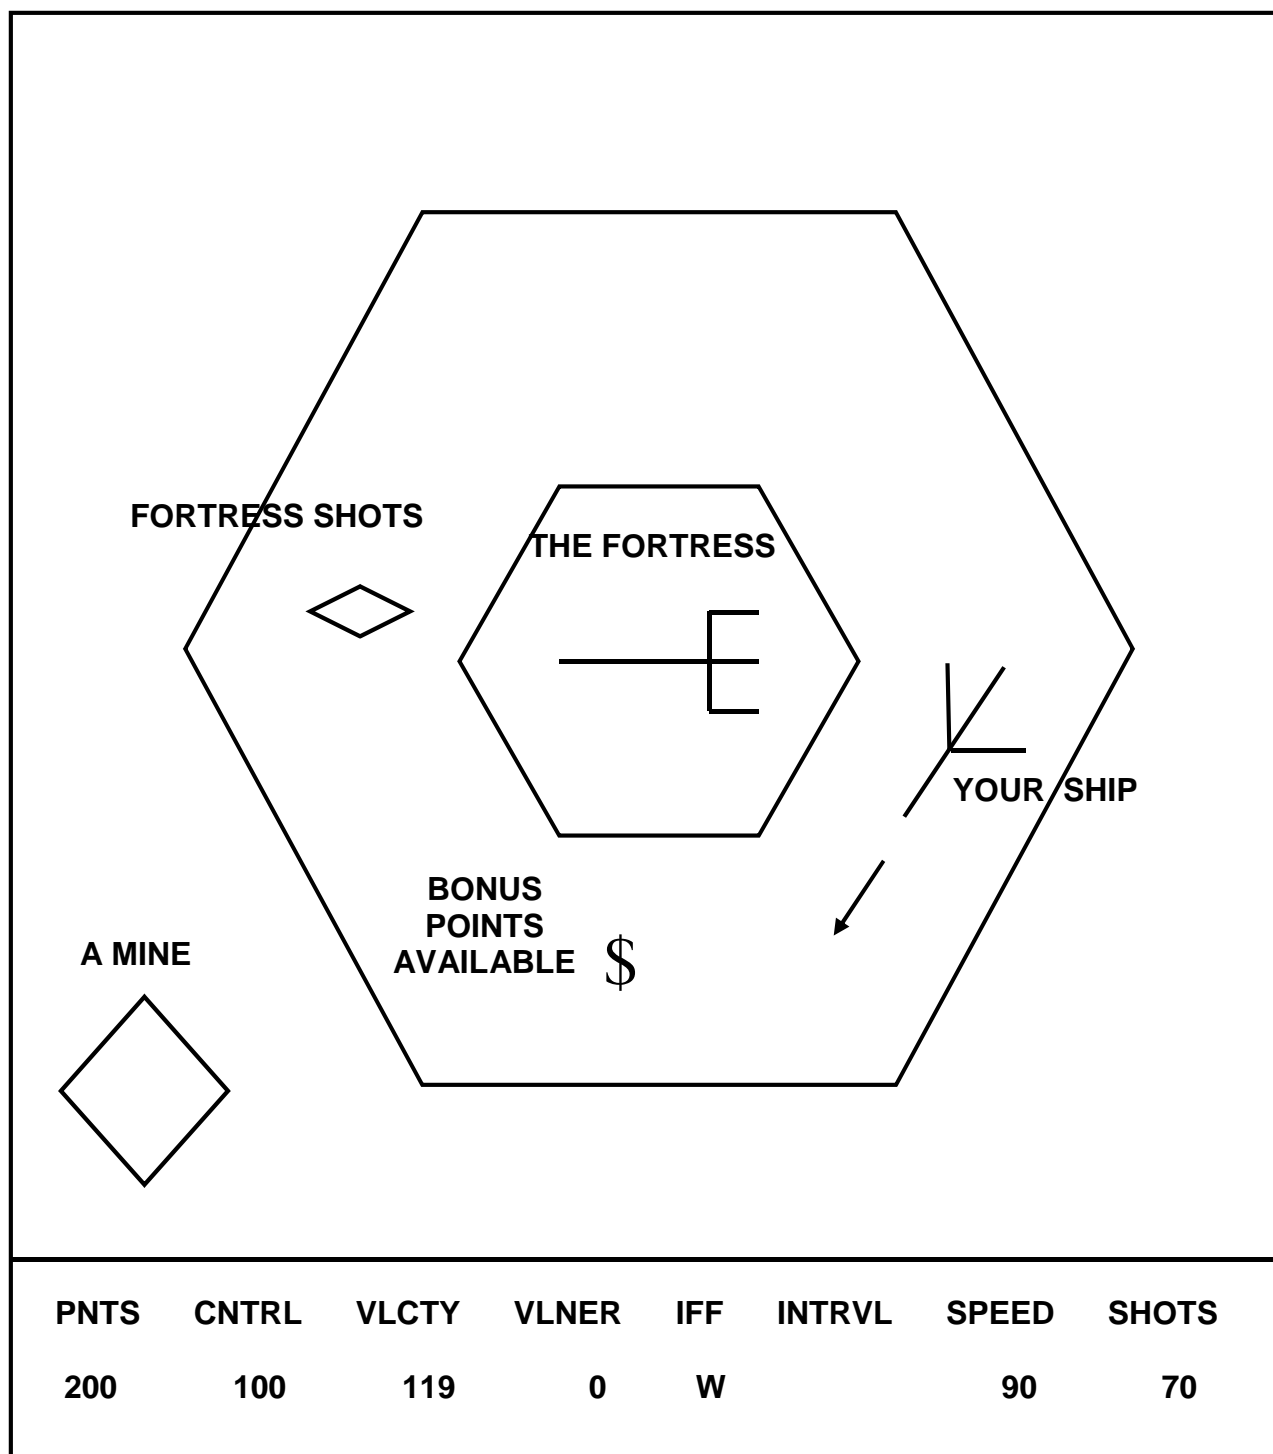 FORTRESS SHOTS
THE FORTRESS
YOUR SHIP
BONUS
POINTS
AVAILABLE $
A MINE
PNTS CNTRL VLCTY VLNER IFF INTRVL SPEED SHOTS
200 100 119 0 W 90 70